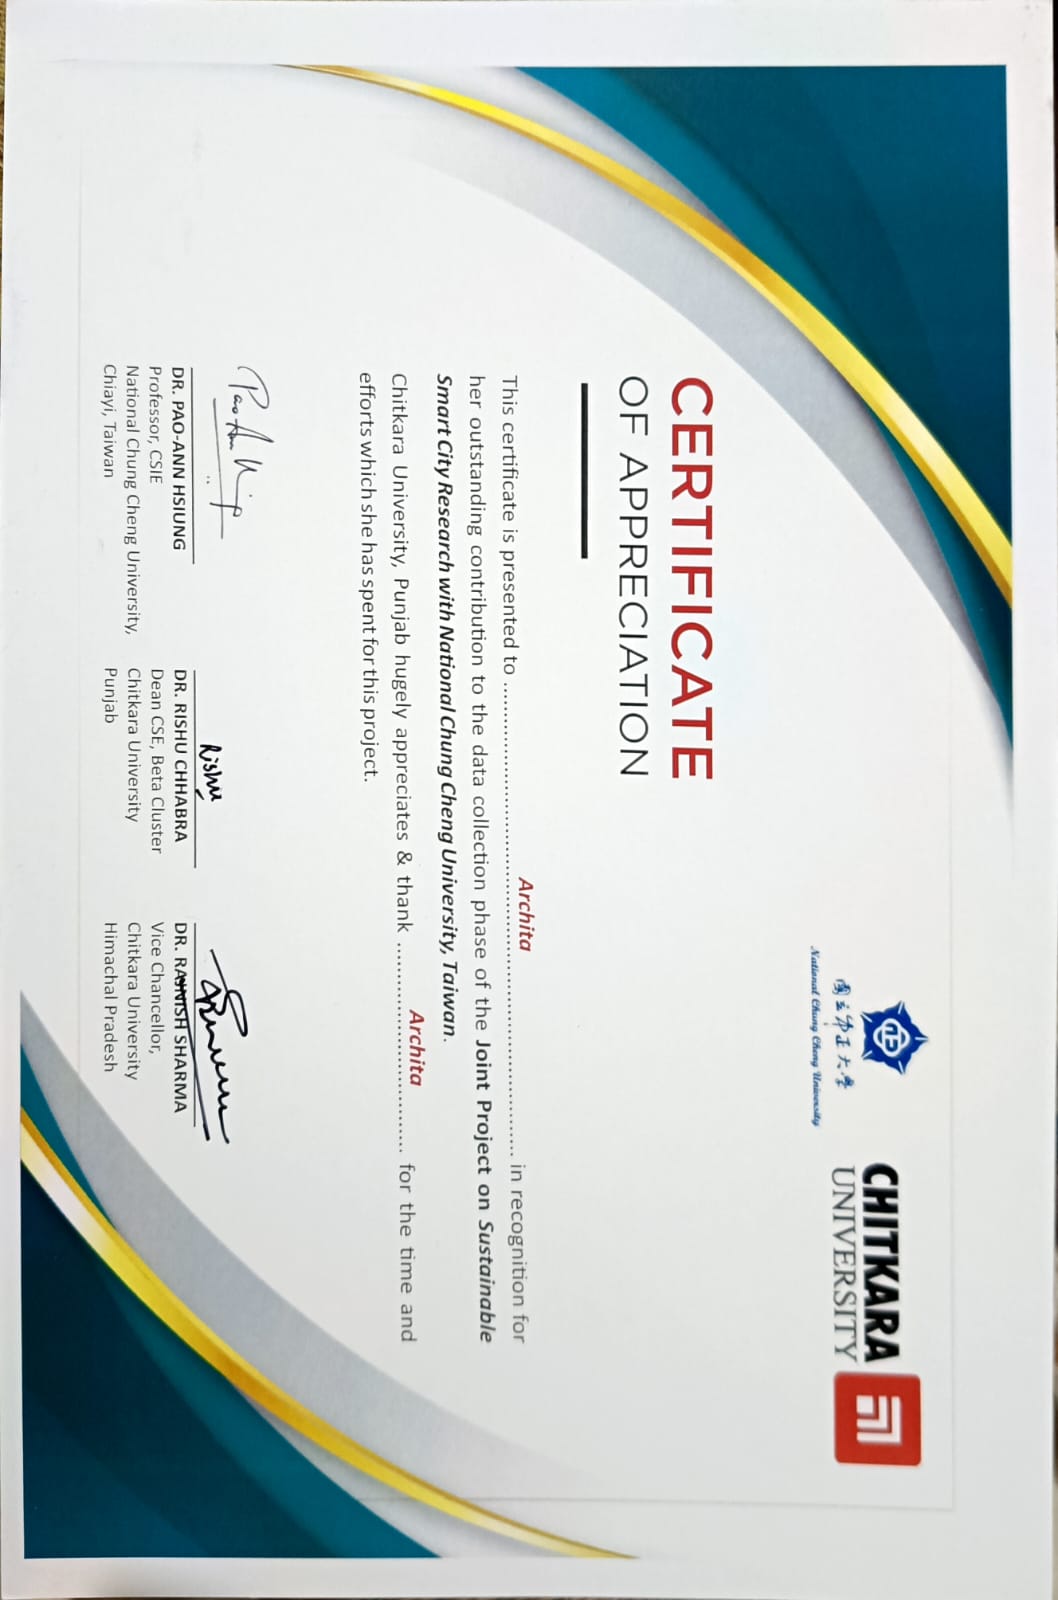 國立中正大學
National Chung Cheng University
CHITKARA
UNIVERSITY
CERTIFICATE
OF APPRECIATION
This certificate is presented to ........ Archita ........ in recognition for
her outstanding contribution to the data collection phase of the Joint Project on Sustainable
Smart City Research with National Chung Cheng University, Taiwan.
Chitkara University, Punjab hugely appreciates & thank ........ Archita ........ for the time and
efforts which she has spent for this project.
Rishu
DR. PAO-ANN HSIUNG
Professor, CSIE
National Chung Cheng University,
Chiayi, Taiwan
DR. RISHU CHHABRA
Dean CSE, Beta Cluster
Chitkara University
Punjab
DR. RAJNISH SHARMA
Vice Chancellor,
Chitkara University
Himachal Pradesh